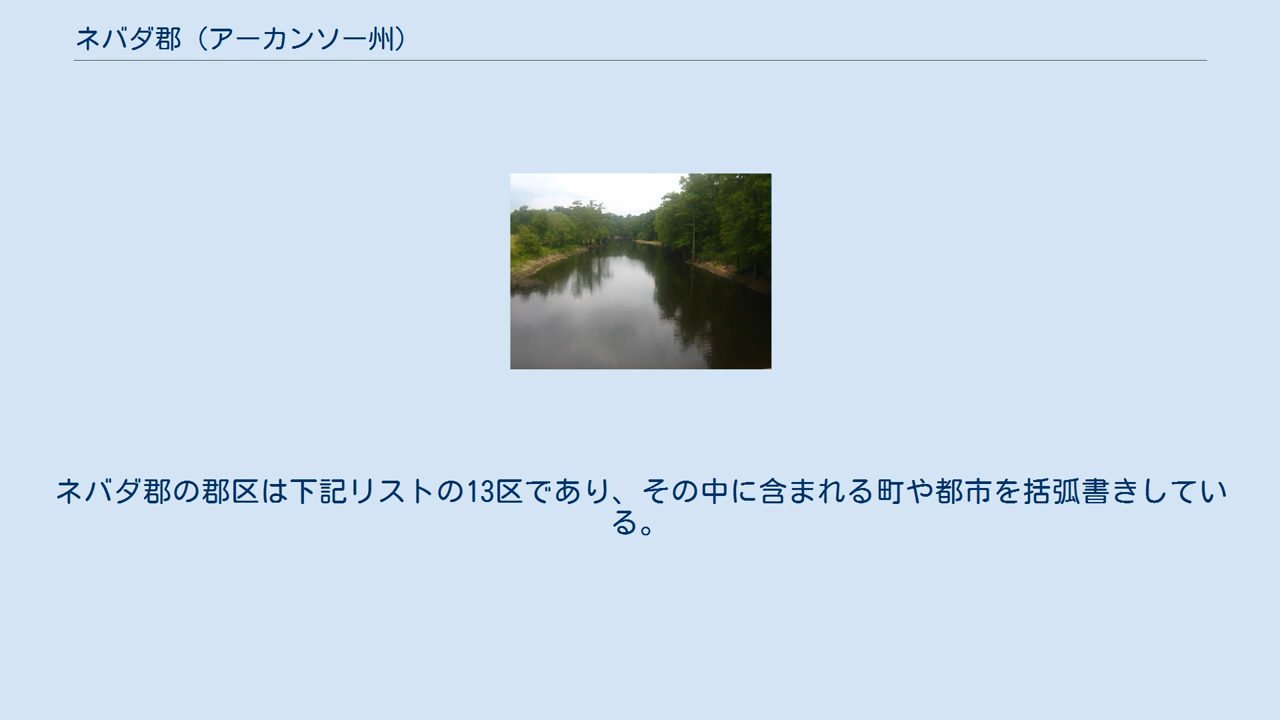 ネバダ郡（アーカンソー州）
ネバダ郡の郡区は下記リストの13区であり、その中に含まれる町や都市を括弧書きしてい
る。